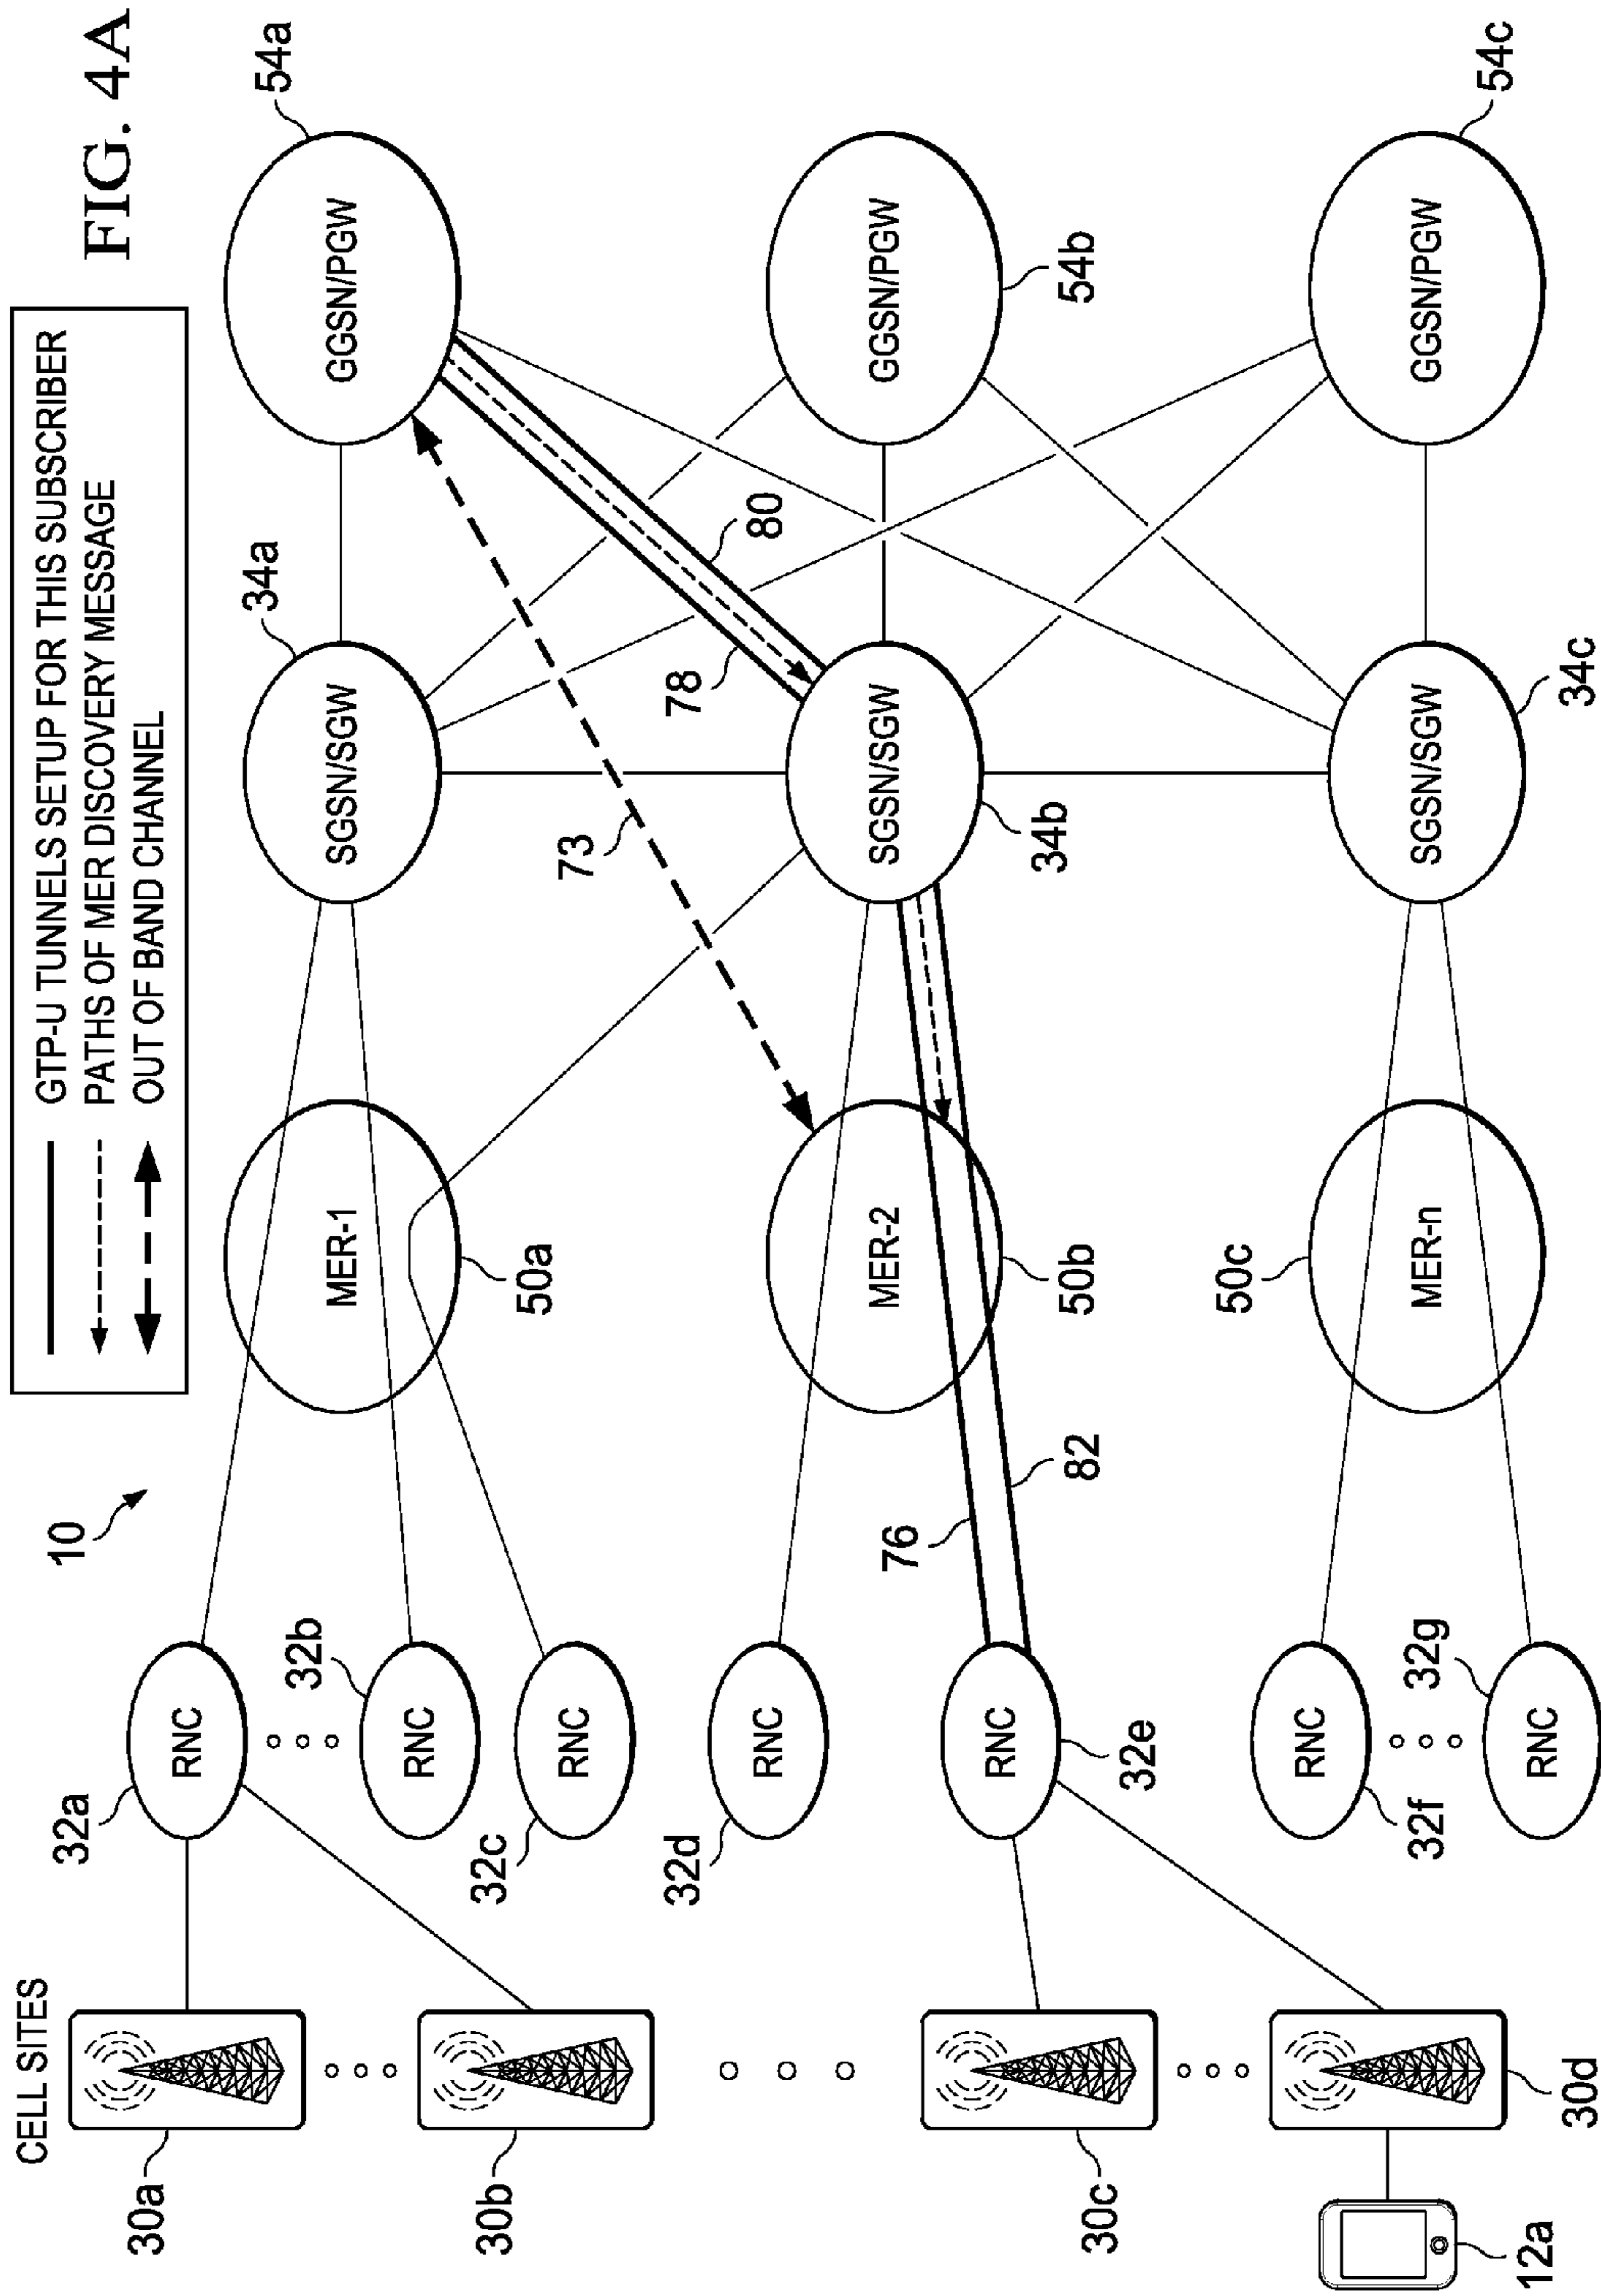 FIG. 4A
GTP-U TUNNELS SETUP FOR THIS SUBSCRIBER
PATHS OF MER DISCOVERY MESSAGE
OUT OF BAND CHANNEL
10
CELL SITES
30a
30b
30c
30d
12a
32a
RNC
32b
RNC
32c
RNC
32d
RNC
RNC
32e
RNC
32f
32g
RNC
MER-1
50a
MER-2
50b
50c
MER-n
76
82
73
78
80
34a
SGSN/SGW
SGSN/SGW
34b
SGSN/SGW
34c
54a
GGSN/PGW
GGSN/PGW
54b
GGSN/PGW
54c